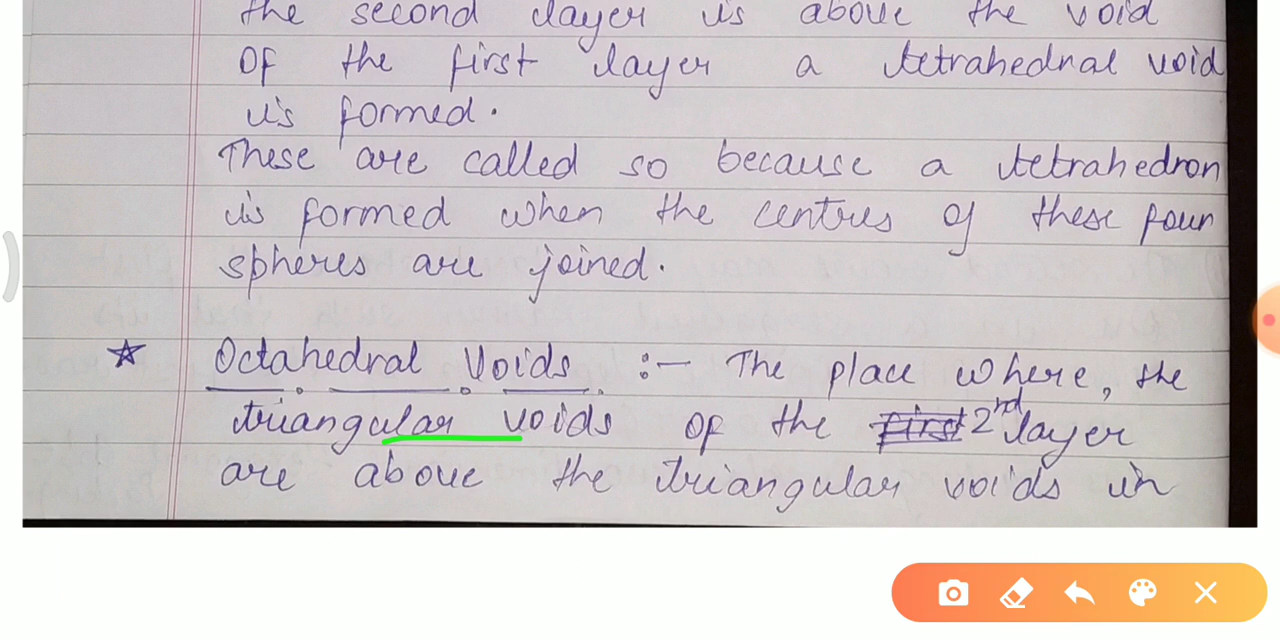 the second layer is above the void
of the first layer a tetrahedral void
is formed.
These are called so because a tetrahedron
is formed when the centres of these four
spheres are joined.
★ Octahedral Voids :- The place where, the
triangular voids of the first 2nd layer
are above the triangular voids in